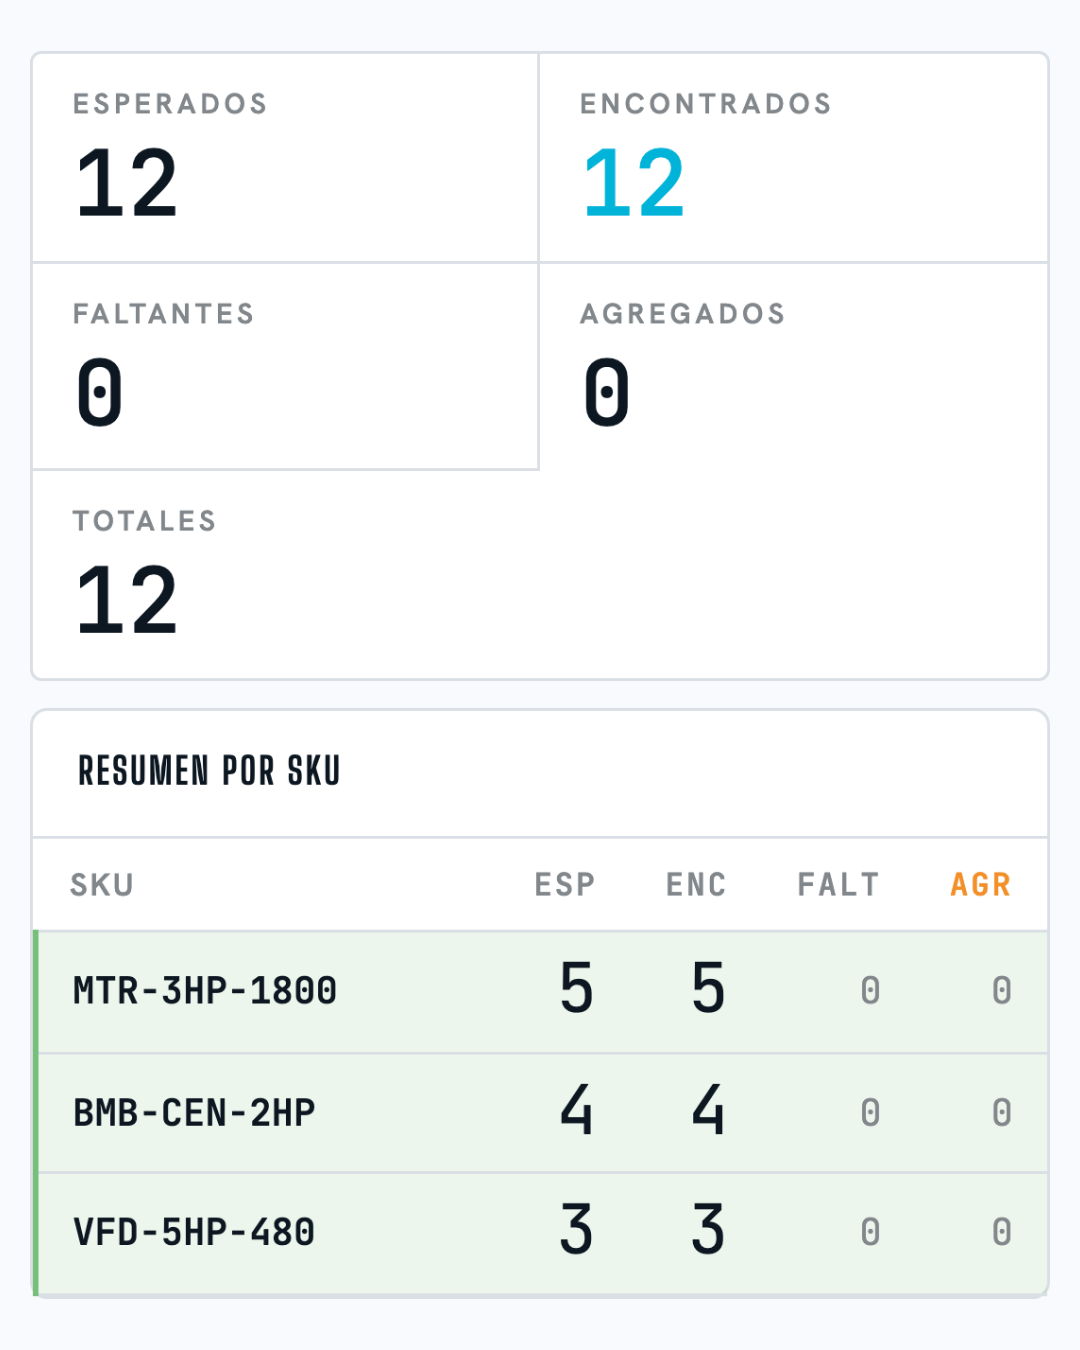 ESPERADOS ENCONTRADOS
12 12
FALTANTES AGREGADOS
0 0
TOTALES
12
RESUMEN POR SKU
SKU ESP ENC FALT AGR
MTR-3HP-1800 5 5 0 0
BMB-CEN-2HP 4 4 0 0
VFD-5HP-480 3 3 0 0